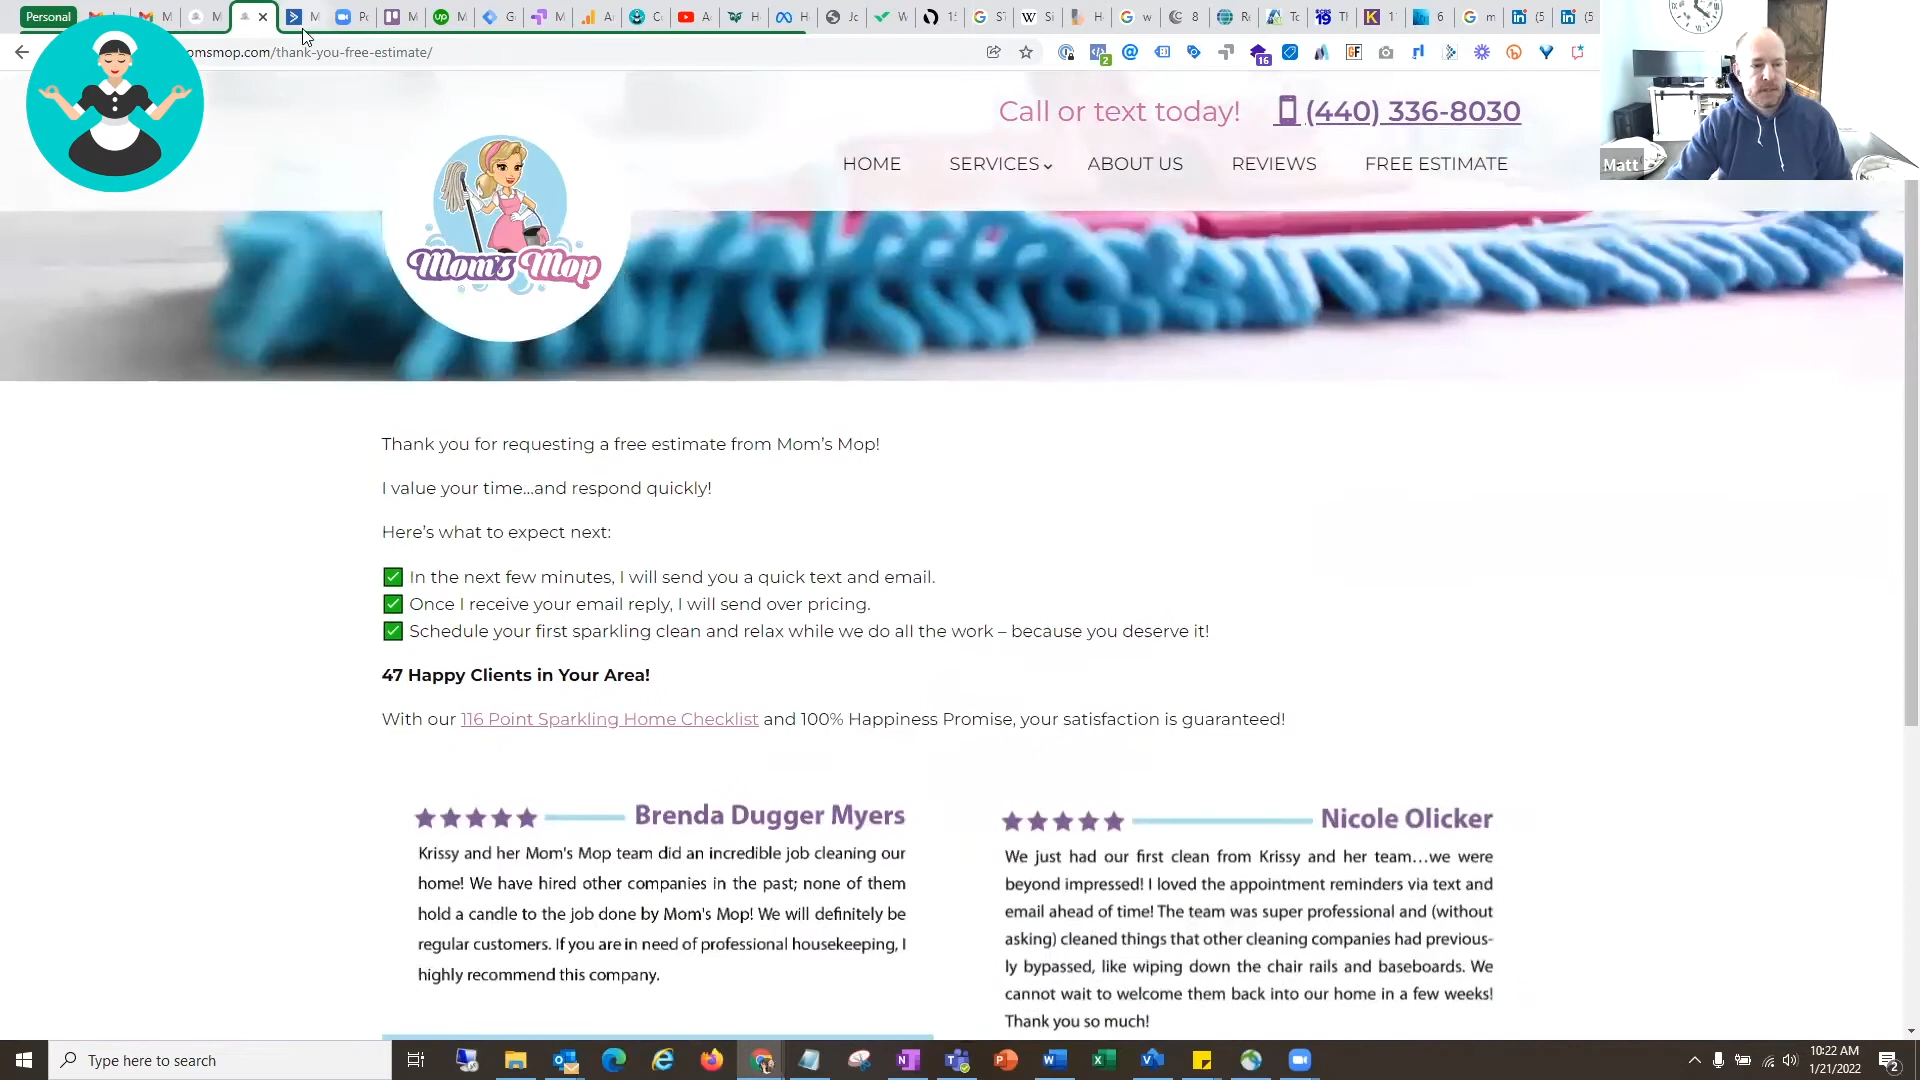 Personal
omsmop.com/thank-you-free-estimate/
2
GF
16
Call or text today! (440) 336-8030
HOME SERVICES ABOUT US REVIEWS FREE ESTIMATE
Matt
Mom's Mop
Thank you for requesting a free estimate from Mom's Mop!
I value your time...and respond quickly!
Here's what to expect next:
In the next few minutes, I will send you a quick text and email.
Once I receive your email reply, I will send over pricing.
Schedule your first sparkling clean and relax while we do all the work – because you deserve it!
47 Happy Clients in Your Area!
With our 116 Point Sparkling Home Checklist and 100% Happiness Promise, your satisfaction is guaranteed!
Brenda Dugger Myers
Krissy and her Mom's Mop team did an incredible job cleaning our
home! We have hired other companies in the past; none of them
hold a candle to the job done by Mom's Mop! We will definitely be
regular customers. If you are in need of professional housekeeping, I
highly recommend this company.
Nicole Olicker
We just had our first clean from Krissy and her team...we were
beyond impressed! I loved the appointment reminders via text and
email ahead of time! The team was super professional and (without
asking) cleaned things that other cleaning companies had previous-
ly bypassed, like wiping down the chair rails and baseboards. We
cannot wait to welcome them back into our home in a few weeks!
Thank you so much!
Type here to search
10:22 AM
1/21/2022
2